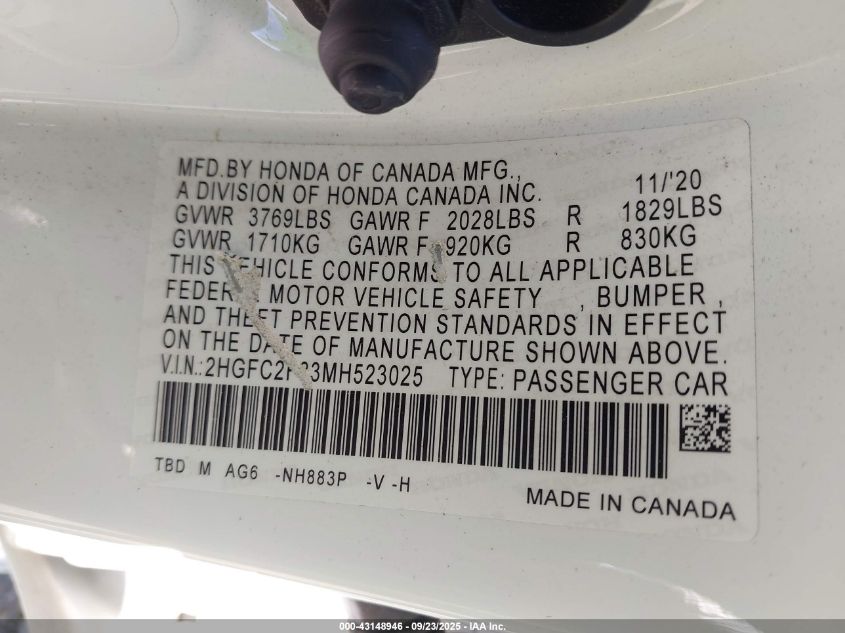 MFD.BY HONDA OF CANADA MFG., 11/'20
A DIVISION OF HONDA CANADA INC.
GVWR 3769LBS GAWR F 2028LBS R 1829LBS
GVWR 1710KG GAWR F 920KG R 830KG
THIS VEHICLE CONFORMS TO ALL APPLICABLE
FEDERAL MOTOR VEHICLE SAFETY , BUMPER ,
AND THEFT PREVENTION STANDARDS IN EFFECT
ON THE DATE OF MANUFACTURE SHOWN ABOVE.
V.I.N.: TYPE: PASSENGER CAR
TBD M AG6 -NH883P -V -H
MADE IN CANADA
000-43148946 - 09/23/2025 - IAA Inc.